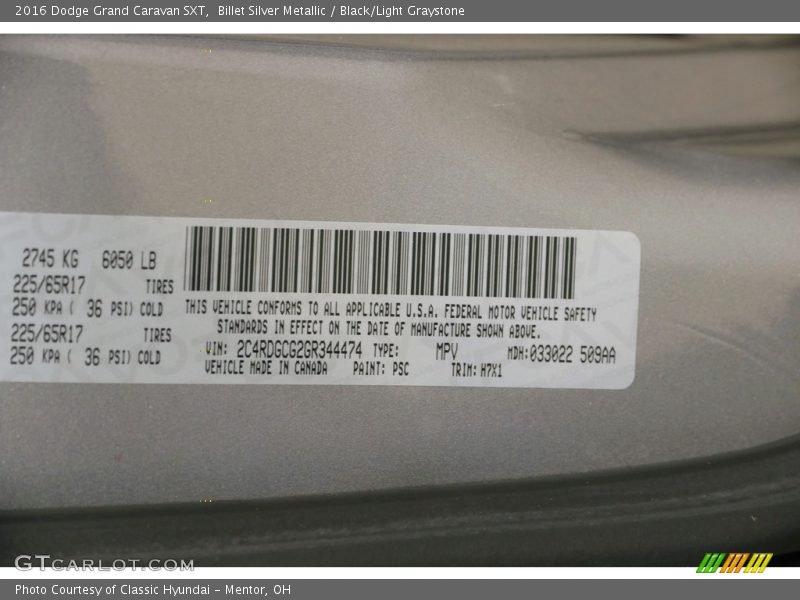 2016 Dodge Grand Caravan SXT, Billet Silver Metallic / Black/Light Graystone
2745 KG 6050 LB
225/65R17 TIRES
250 KPA ( 36 PSI) COLD
225/65R17 TIRES
250 KPA ( 36 PSI) COLD
THIS VEHICLE CONFORMS TO ALL APPLICABLE U.S.A. FEDERAL MOTOR VEHICLE SAFETY
STANDARDS IN EFFECT ON THE DATE OF MANUFACTURE SHOWN ABOVE.
VIN: 2C4RDGCG2GR344474 TYPE: MPV MDH:033022 509AA
VEHICLE MADE IN CANADA PAINT: PSC TRIM: H7X1
GTCARLOT.COM
Photo Courtesy of Classic Hyundai - Mentor, OH